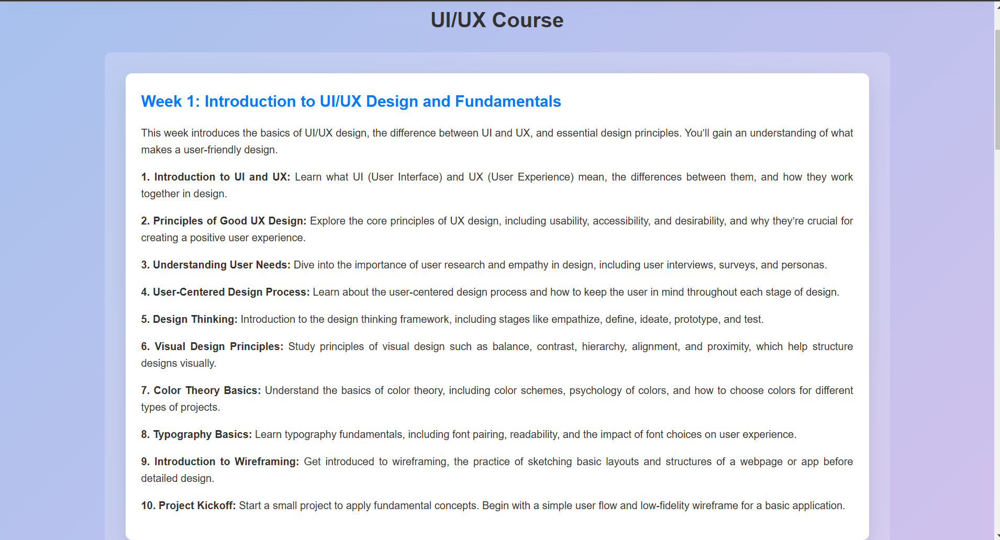 UI/UX Course
Week 1: Introduction to UI/UX Design and Fundamentals
This week introduces the basics of UI/UX design, the difference between UI and UX, and essential design principles. You’ll gain an understanding of what
makes a user-friendly design.
1. Introduction to UI and UX: Learn what UI (User Interface) and UX (User Experience) mean, the differences between them, and how they work
together in design.
2. Principles of Good UX Design: Explore the core principles of UX design, including usability, accessibility, and desirability, and why they’re crucial for
creating a positive user experience.
3. Understanding User Needs: Dive into the importance of user research and empathy in design, including user interviews, surveys, and personas.
4. User-Centered Design Process: Learn about the user-centered design process and how to keep the user in mind throughout each stage of design.
5. Design Thinking: Introduction to the design thinking framework, including stages like empathize, define, ideate, prototype, and test.
6. Visual Design Principles: Study principles of visual design such as balance, contrast, hierarchy, alignment, and proximity, which help structure
designs visually.
7. Color Theory Basics: Understand the basics of color theory, including color schemes, psychology of colors, and how to choose colors for different
types of projects.
8. Typography Basics: Learn typography fundamentals, including font pairing, readability, and the impact of font choices on user experience.
9. Introduction to Wireframing: Get introduced to wireframing, the practice of sketching basic layouts and structures of a webpage or app before
detailed design.
10. Project Kickoff: Start a small project to apply fundamental concepts. Begin with a simple user flow and low-fidelity wireframe for a basic application.